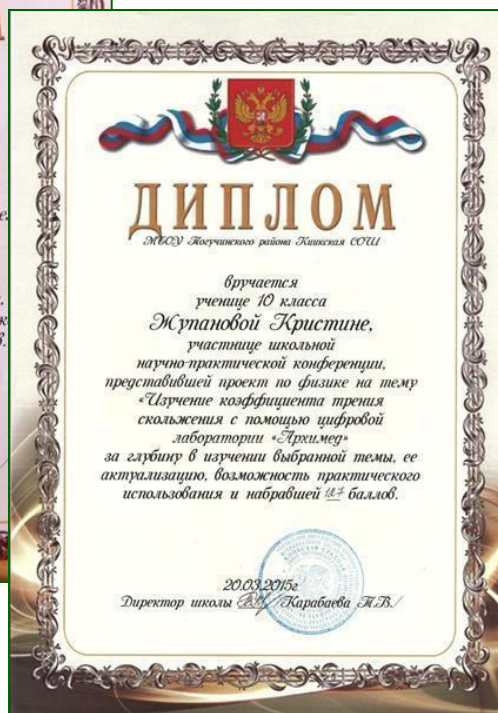 ДИПЛОМ
МБОУ Тогучинского района Киикская СОШ
вручается
ученице 10 класса
Жупановой Кристине,
участнице школьной
научно-практической конференции,
представившей проект по физике на тему
«Изучение коэффициента трения
скольжения с помощью цифровой
лаборатории «Архимед»
за глубину в изучении выбранной темы, ее
актуализацию, возможность практического
использования и набравшей 127 баллов.
20.03.2015г
Директор школы /Карабаева Т.В./